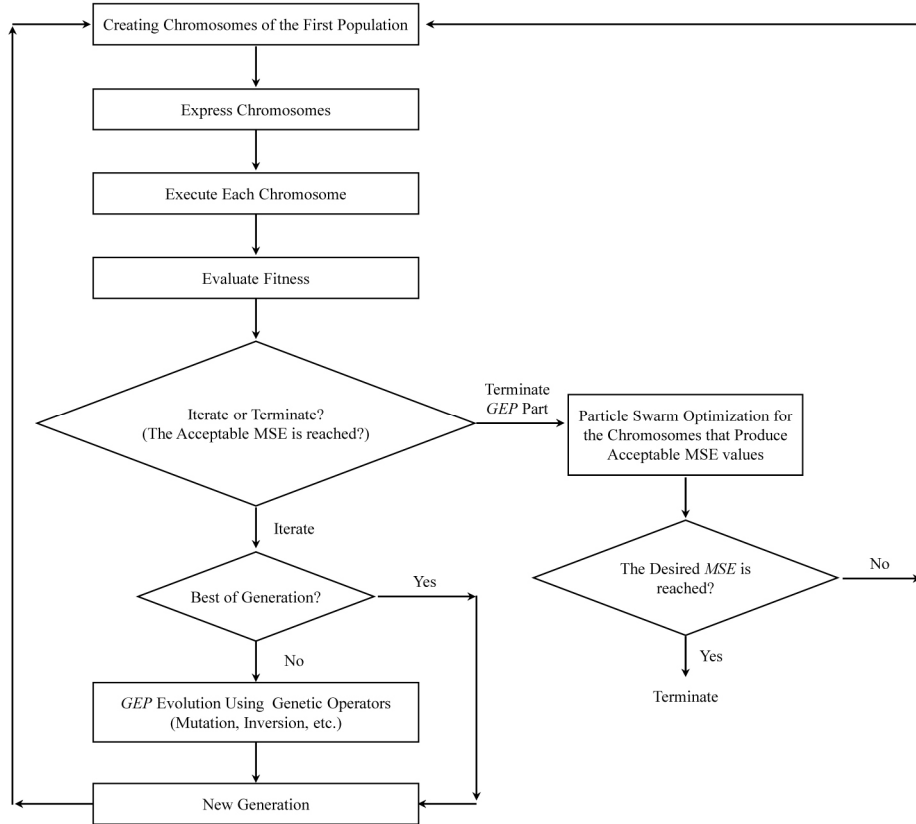 Creating Chromosomes of the First Population
Express Chromosomes
Execute Each Chromosome
Evaluate Fitness
Iterate or Terminate?
(The Acceptable MSE is reached?)
Terminate
GEP Part
Particle Swarm Optimization for
the Chromosomes that Produce
Acceptable MSE values
Iterate
The Desired MSE is
reached?
No
Best of Generation?
Yes
No
Yes
Terminate
GEP Evolution Using Genetic Operators
(Mutation, Inversion, etc.)
New Generation